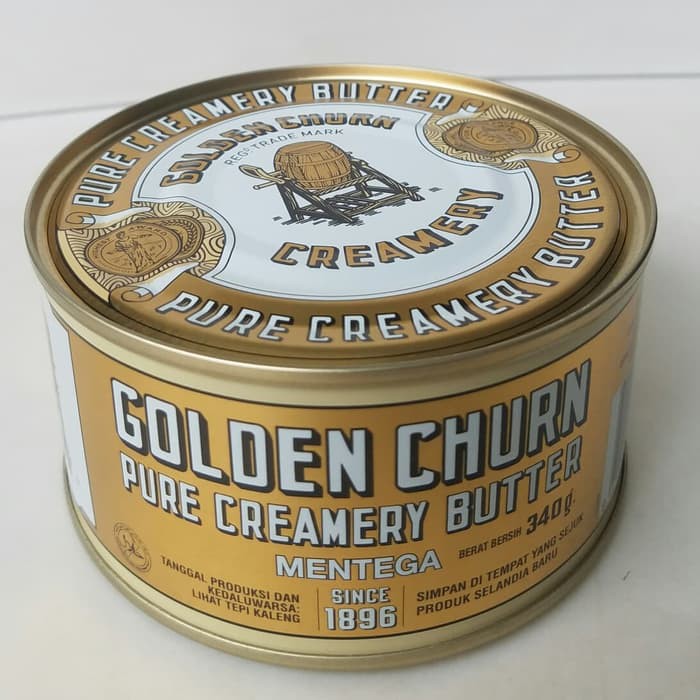 PURE CREAMERY BUTTER
GOLDEN CHURN
REGD TRADE MARK
CREAMERY
PURE CREAMERY BUTTER
GOLDEN CHURN
PURE CREAMERY BUTTER
MENTEGA
BERAT BERSIH 340g.
TANGGAL PRODUKSI DAN
KEDALUWARSA:
LIHAT TEPI KALENG
SINCE
1896
SIMPAN DI TEMPAT YANG SEJUK
PRODUK SELANDIA BARU